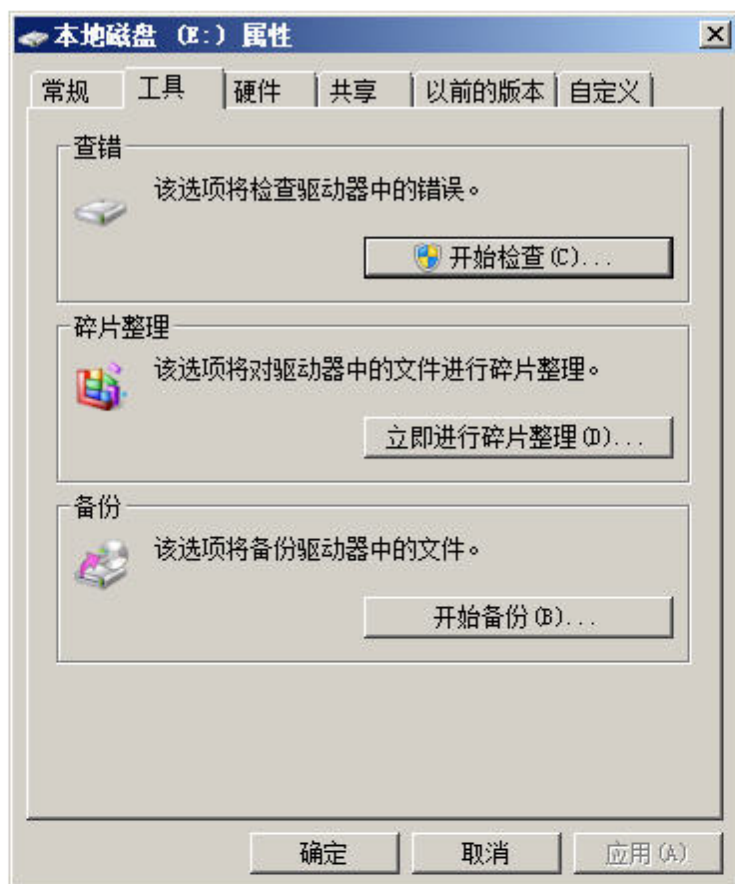 本地磁盘 (E:) 属性
常规 工具 硬件 共享 以前的版本 自定义
查错
该选项将检查驱动器中的错误。
开始检查(C)...
碎片整理
该选项将对驱动器中的文件进行碎片整理。
立即进行碎片整理(D)...
备份
该选项将备份驱动器中的文件。
开始备份(B)...
确定 取消 应用(A)